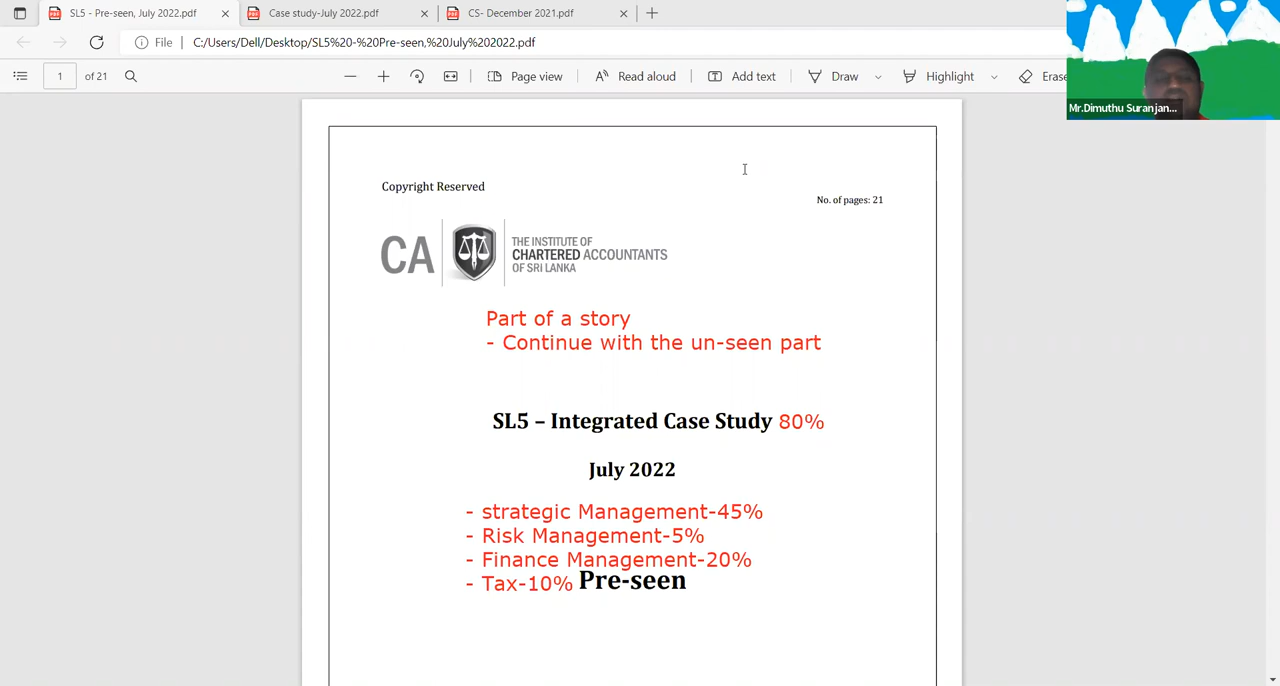 SL5 - Pre-seen, July 2022.pdf
Case study-July 2022.pdf
CS- December 2021.pdf
File
C:/Users/Dell/Desktop/SL5%20-%20Pre-seen,%20July%202022.pdf
1 of 21
Page view
Read aloud
Add text
Draw
Highlight
Erase
Mr.Dimuthu Suranjan...
Copyright Reserved
No. of pages: 21
CA
THE INSTITUTE OF
CHARTERED ACCOUNTANTS
OF SRI LANKA
Part of a story
- Continue with the un-seen part
SL5 – Integrated Case Study 80%
July 2022
- strategic Management-45%
- Risk Management-5%
- Finance Management-20%
- Tax-10% Pre-seen